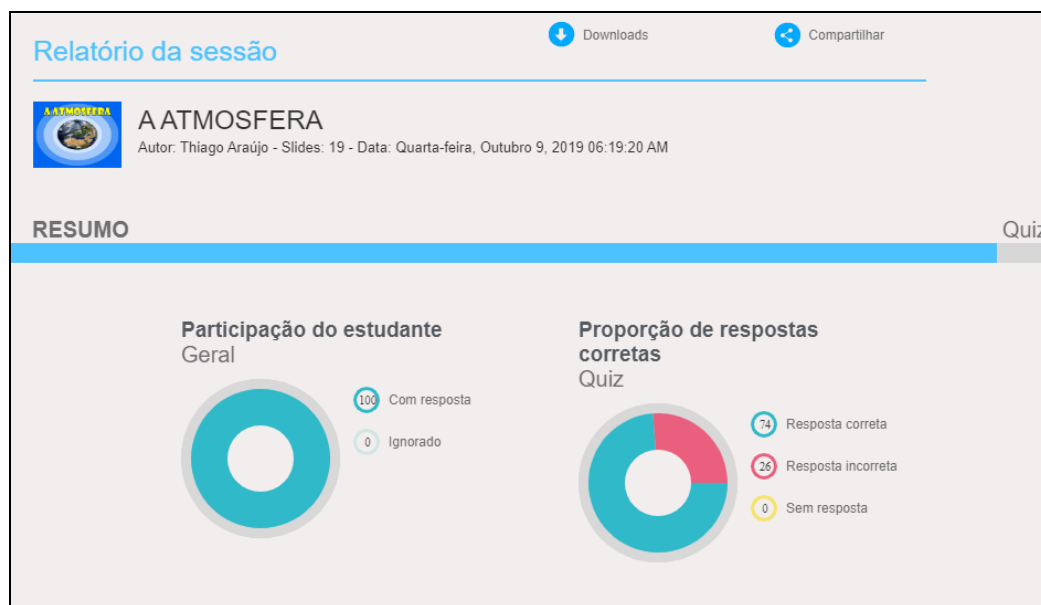 Relatório da sessão
Downloads
Compartilhar
A ATMOSFERA
A ATMOSFERA
Autor: Thiago Araújo - Slides: 19 - Data: Quarta-feira, Outubro 9, 2019 06:19:20 AM
RESUMO
Quiz
Participação do estudante
Geral
100 Com resposta
0 Ignorado
Proporção de respostas
corretas
Quiz
74 Resposta correta
26 Resposta incorreta
0 Sem resposta